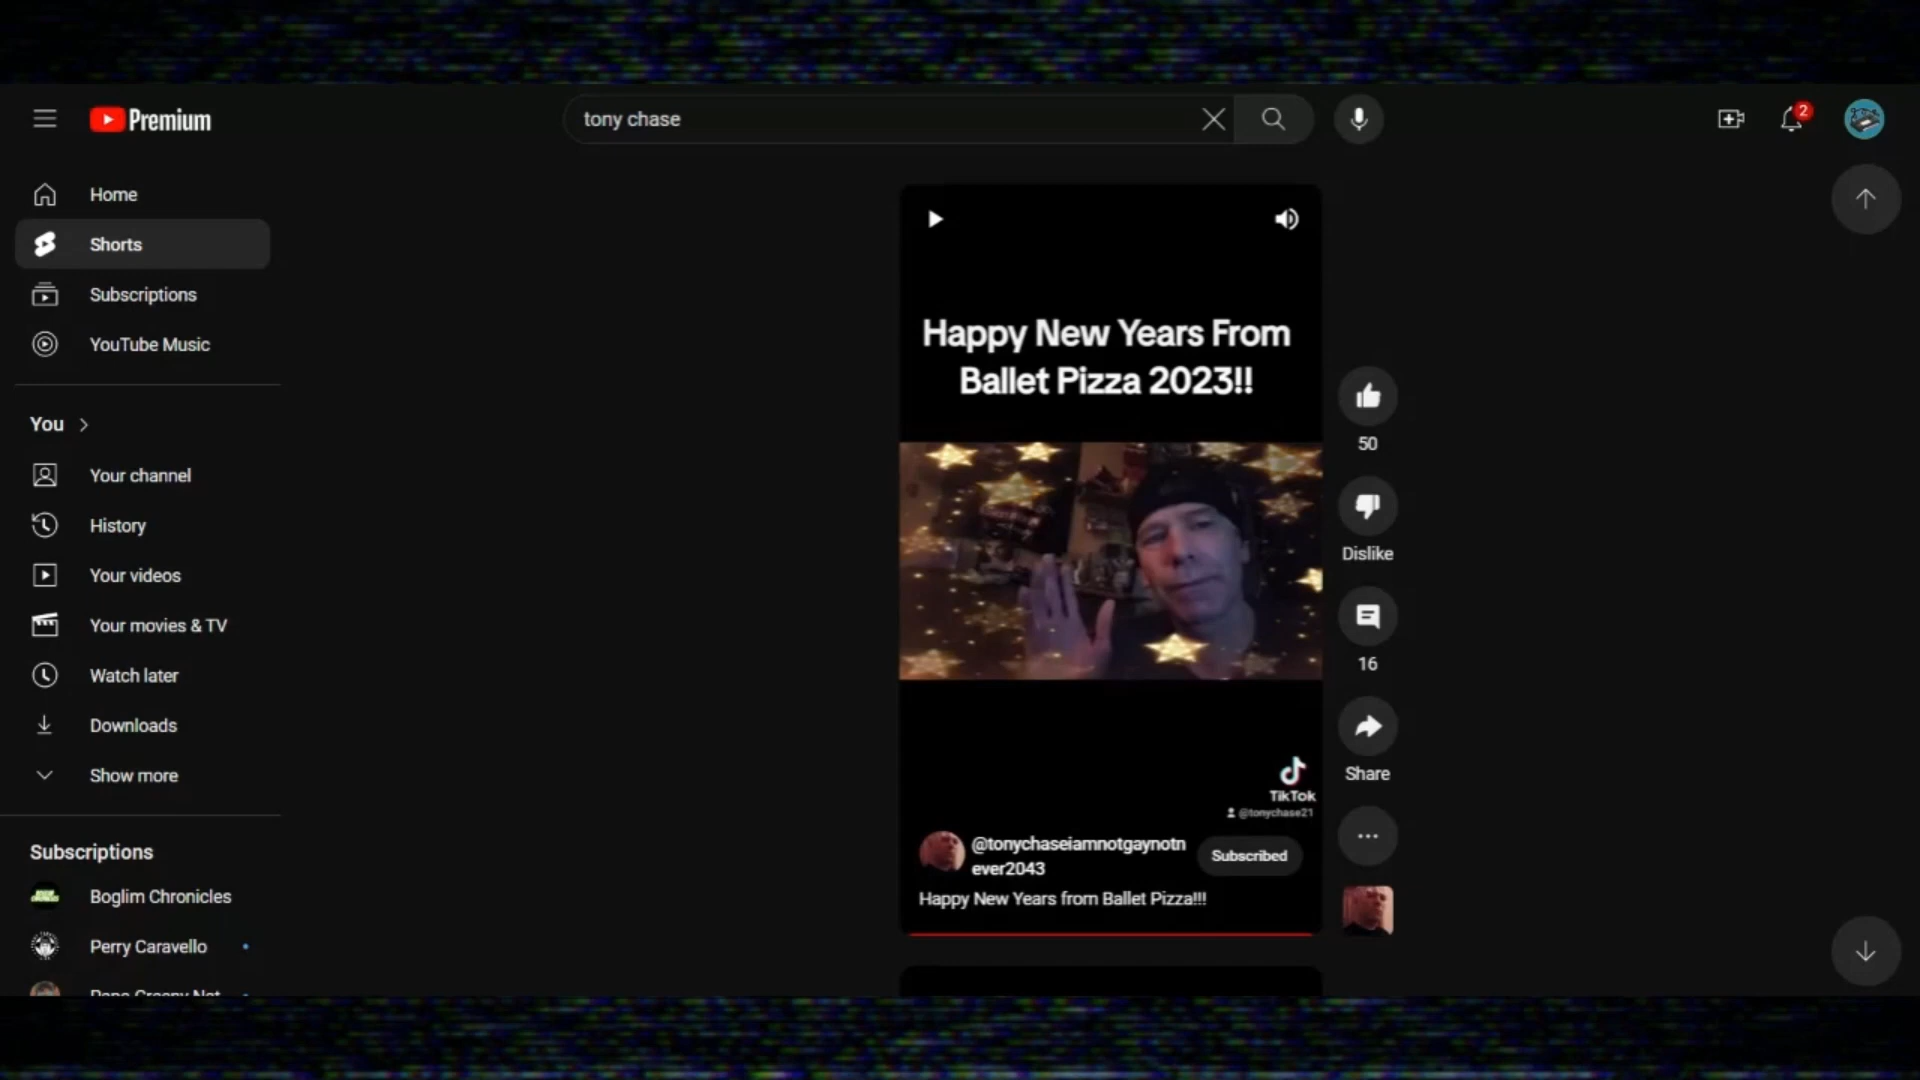 Premium
tony chase
2
Home
Shorts
Subscriptions
YouTube Music
You
Your channel
History
Your videos
Your movies & TV
Watch later
Downloads
Show more
Subscriptions
Boglim Chronicles
Perry Caravello
Happy New Years From
Ballet Pizza 2023!!
TikTok
@tonychase21
@tonychaseiamnotgaynotn
ever2043
Subscribed
Happy New Years from Ballet Pizza!!!
50
Dislike
16
Share